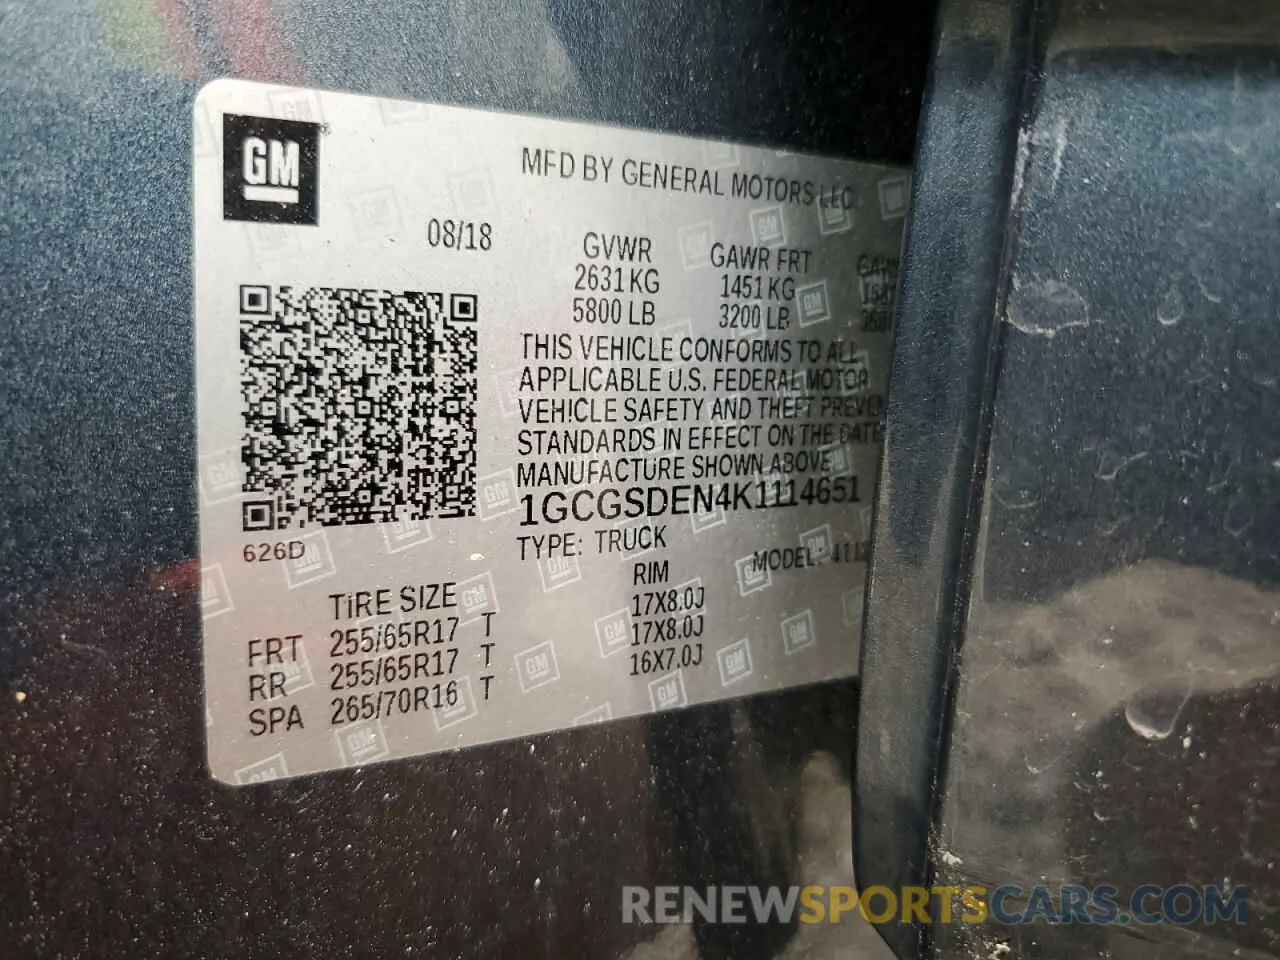 GM
MFD BY GENERAL MOTORS LLC
08/18
GVWR GAWR FRT
2631 KG 1451 KG
5800 LB 3200 LB
THIS VEHICLE CONFORMS TO ALL
APPLICABLE U.S. FEDERAL MOTOR
VEHICLE SAFETY AND THEFT PREVEN
STANDARDS IN EFFECT ON THE DATE
MANUFACTURE SHOWN ABOVE
1GCGSDEN4K1114651
626D
TYPE: TRUCK MODEL:
TIRE SIZE RIM
FRT 255/65R17 T 17X8.0J
RR 255/65R17 T 17X8.0J
SPA 265/70R16 T 16X7.0J
RENEWSPORTSCARS.COM